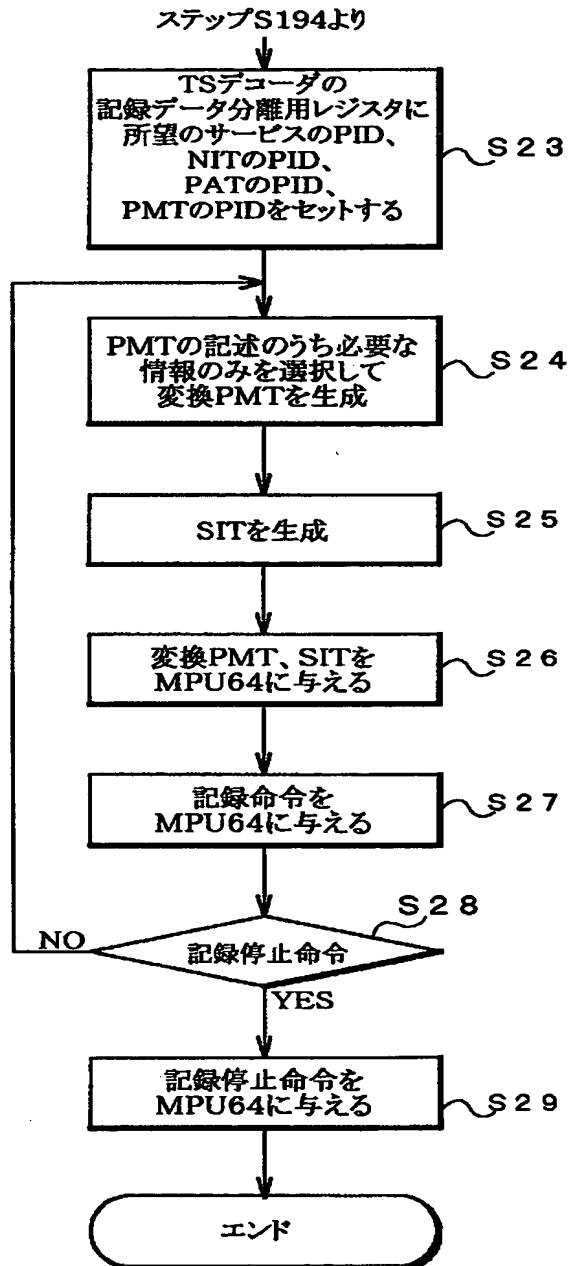 ステップS194より
TSデコーダの
記録データ分離用レジスタに
所望のサービスのPID、
NITのPID、
PATのPID、
PMTのPIDをセットする
S23
PMTの記述のうち必要な
情報のみを選択して
変換PMTを生成
S24
SITを生成
S25
変換PMT、SITを
MPU64に与える
S26
記録命令を
MPU64に与える
S27
S28
記録停止命令
NO
YES
記録停止命令を
MPU64に与える
S29
エンド